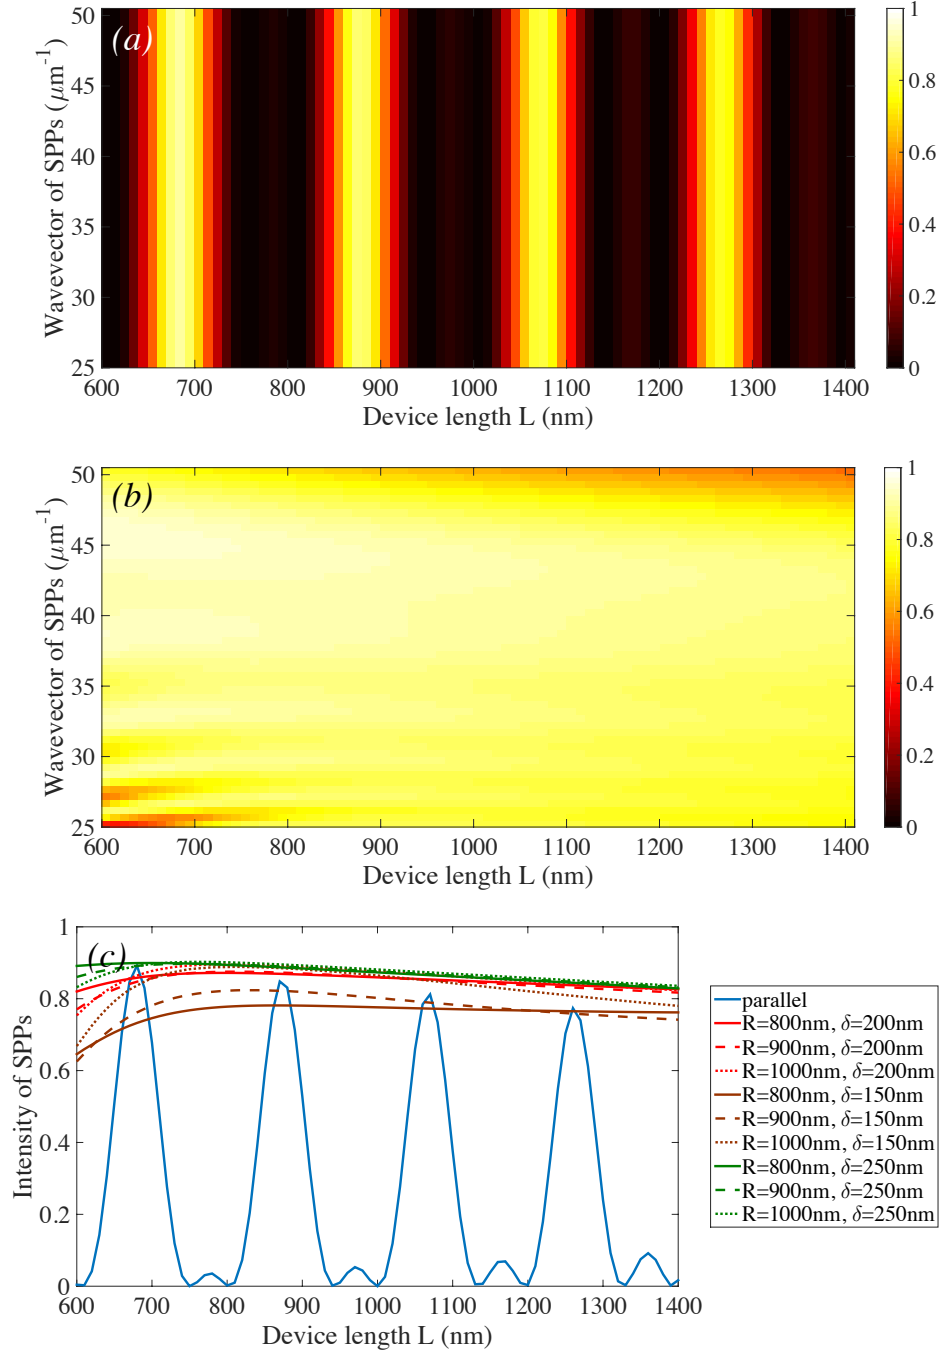 (a)
Wavevector of SPPs (μm⁻¹)
50
45
40
35
30
25
600 700 800 900 1000 1100 1200 1300 1400
Device length L (nm)
1
0.8
0.6
0.4
0.2
0
(b)
Wavevector of SPPs (μm⁻¹)
50
45
40
35
30
25
600 700 800 900 1000 1100 1200 1300 1400
Device length L (nm)
1
0.8
0.6
0.4
0.2
0
(c)
Intensity of SPPs
1
0.8
0.6
0.4
0.2
0
600 700 800 900 1000 1100 1200 1300 1400
Device length L (nm)
parallel
R=800nm, δ=200nm
R=900nm, δ=200nm
R=1000nm, δ=200nm
R=800nm, δ=150nm
R=900nm, δ=150nm
R=1000nm, δ=150nm
R=800nm, δ=250nm
R=900nm, δ=250nm
R=1000nm, δ=250nm